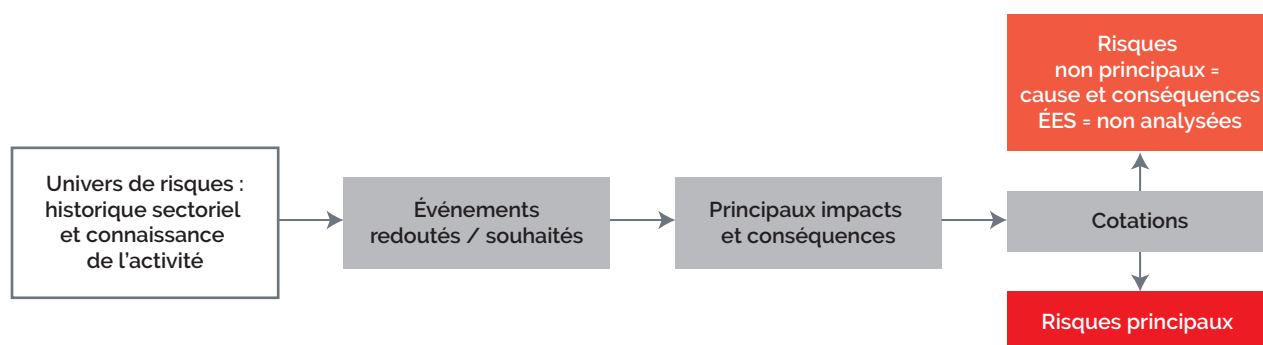 Risques
non principaux =
cause et conséquences
ÉES = non analysées
Univers de risques :
historique sectoriel
et connaissance
de l'activité
Événements
redoutés / souhaités
Principaux impacts
et conséquences
Cotations
Risques principaux